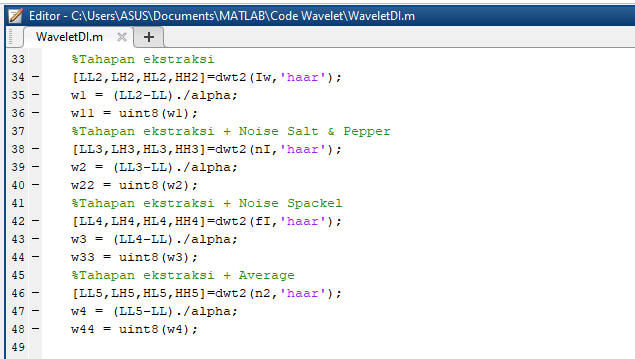 Editor - C:\Users\ASUS\Documents\MATLAB\Code Wavelet\WaveletDI.m
WaveletDI.m × +
33 %Tahapan ekstraksi
34 – [LL2,LH2,HL2,HH2]=dwt2(Iw,'haar');
35 – w1 = (LL2-LL)./alpha;
36 – w11 = uint8(w1);
37 %Tahapan ekstraksi + Noise Salt & Pepper
38 – [LL3,LH3,HL3,HH3]=dwt2(nI,'haar');
39 – w2 = (LL3-LL)./alpha;
40 – w22 = uint8(w2);
41 %Tahapan ekstraksi + Noise Spackel
42 – [LL4,LH4,HL4,HH4]=dwt2(fI,'haar');
43 – w3 = (LL4-LL)./alpha;
44 – w33 = uint8(w3);
45 %Tahapan ekstraksi + Average
46 – [LL5,LH5,HL5,HH5]=dwt2(n2,'haar');
47 – w4 = (LL5-LL)./alpha;
48 – w44 = uint8(w4);
49